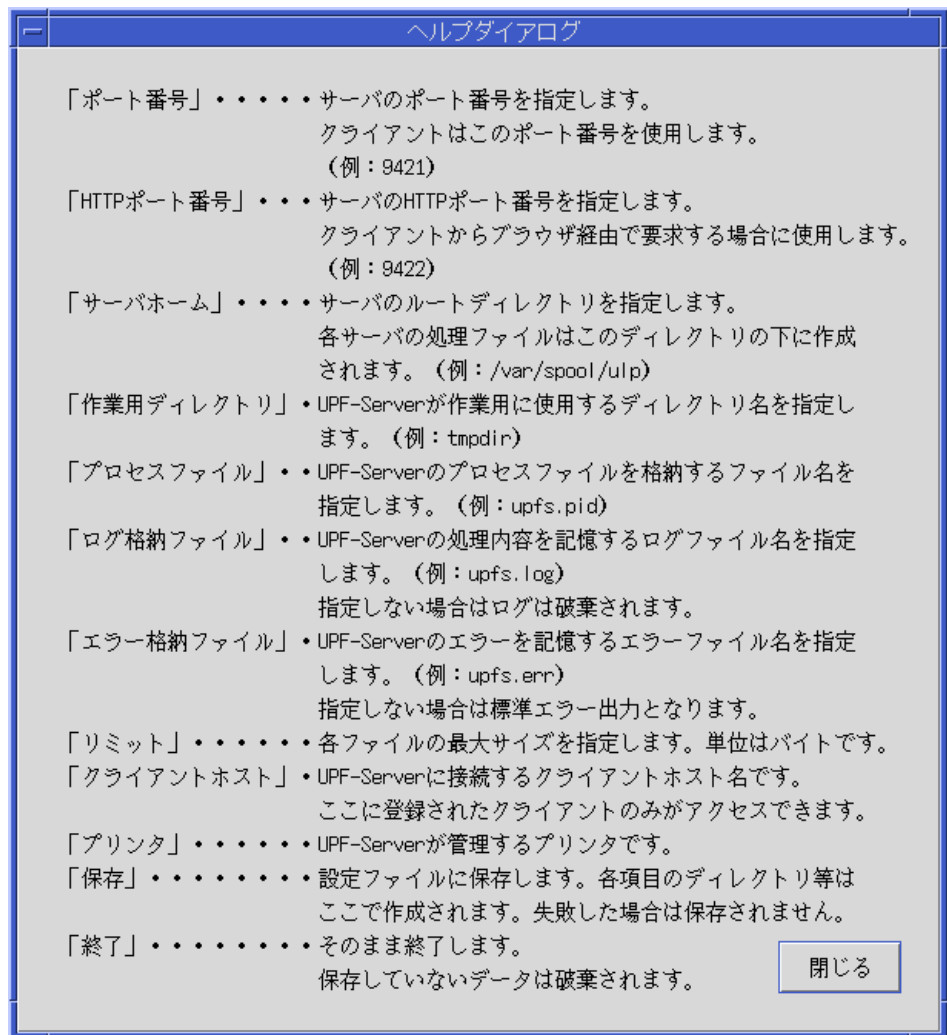 ヘルプダイアログ
「ポート番号」・・・・・サーバのポート番号を指定します。
クライアントはこのポート番号を使用します。
(例：9421)
「HTTPポート番号」・・・サーバのHTTPポート番号を指定します。
クライアントからブラウザ経由で要求する場合に使用します。
(例：9422)
「サーバホーム」・・・・サーバのルートディレクトリを指定します。
各サーバの処理ファイルはこのディレクトリの下に作成
されます。(例：/var/spool/ulp)
「作業用ディレクトリ」・UPF-Serverが作業用に使用するディレクトリ名を指定し
ます。(例：tmpdir)
「プロセスファイル」・・UPF-Serverのプロセスファイルを格納するファイル名を
指定します。(例：upfs.pid)
「ログ格納ファイル」・・UPF-Serverの処理内容を記憶するログファイル名を指定
します。(例：upfs.log)
指定しない場合はログは破棄されます。
「エラー格納ファイル」・UPF-Serverのエラーを記憶するエラーファイル名を指定
します。(例：upfs.err)
指定しない場合は標準エラー出力となります。
「リミット」・・・・・・各ファイルの最大サイズを指定します。単位はバイトです。
「クライアントホスト」・UPF-Serverに接続するクライアントホスト名です。
ここに登録されたクライアントのみがアクセスできます。
「プリンタ」・・・・・・UPF-Serverが管理するプリンタです。
「保存」・・・・・・・・設定ファイルに保存します。各項目のディレクトリ等は
ここで作成されます。失敗した場合は保存されません。
「終了」・・・・・・・・そのまま終了します。
保存していないデータは破棄されます。
閉じる